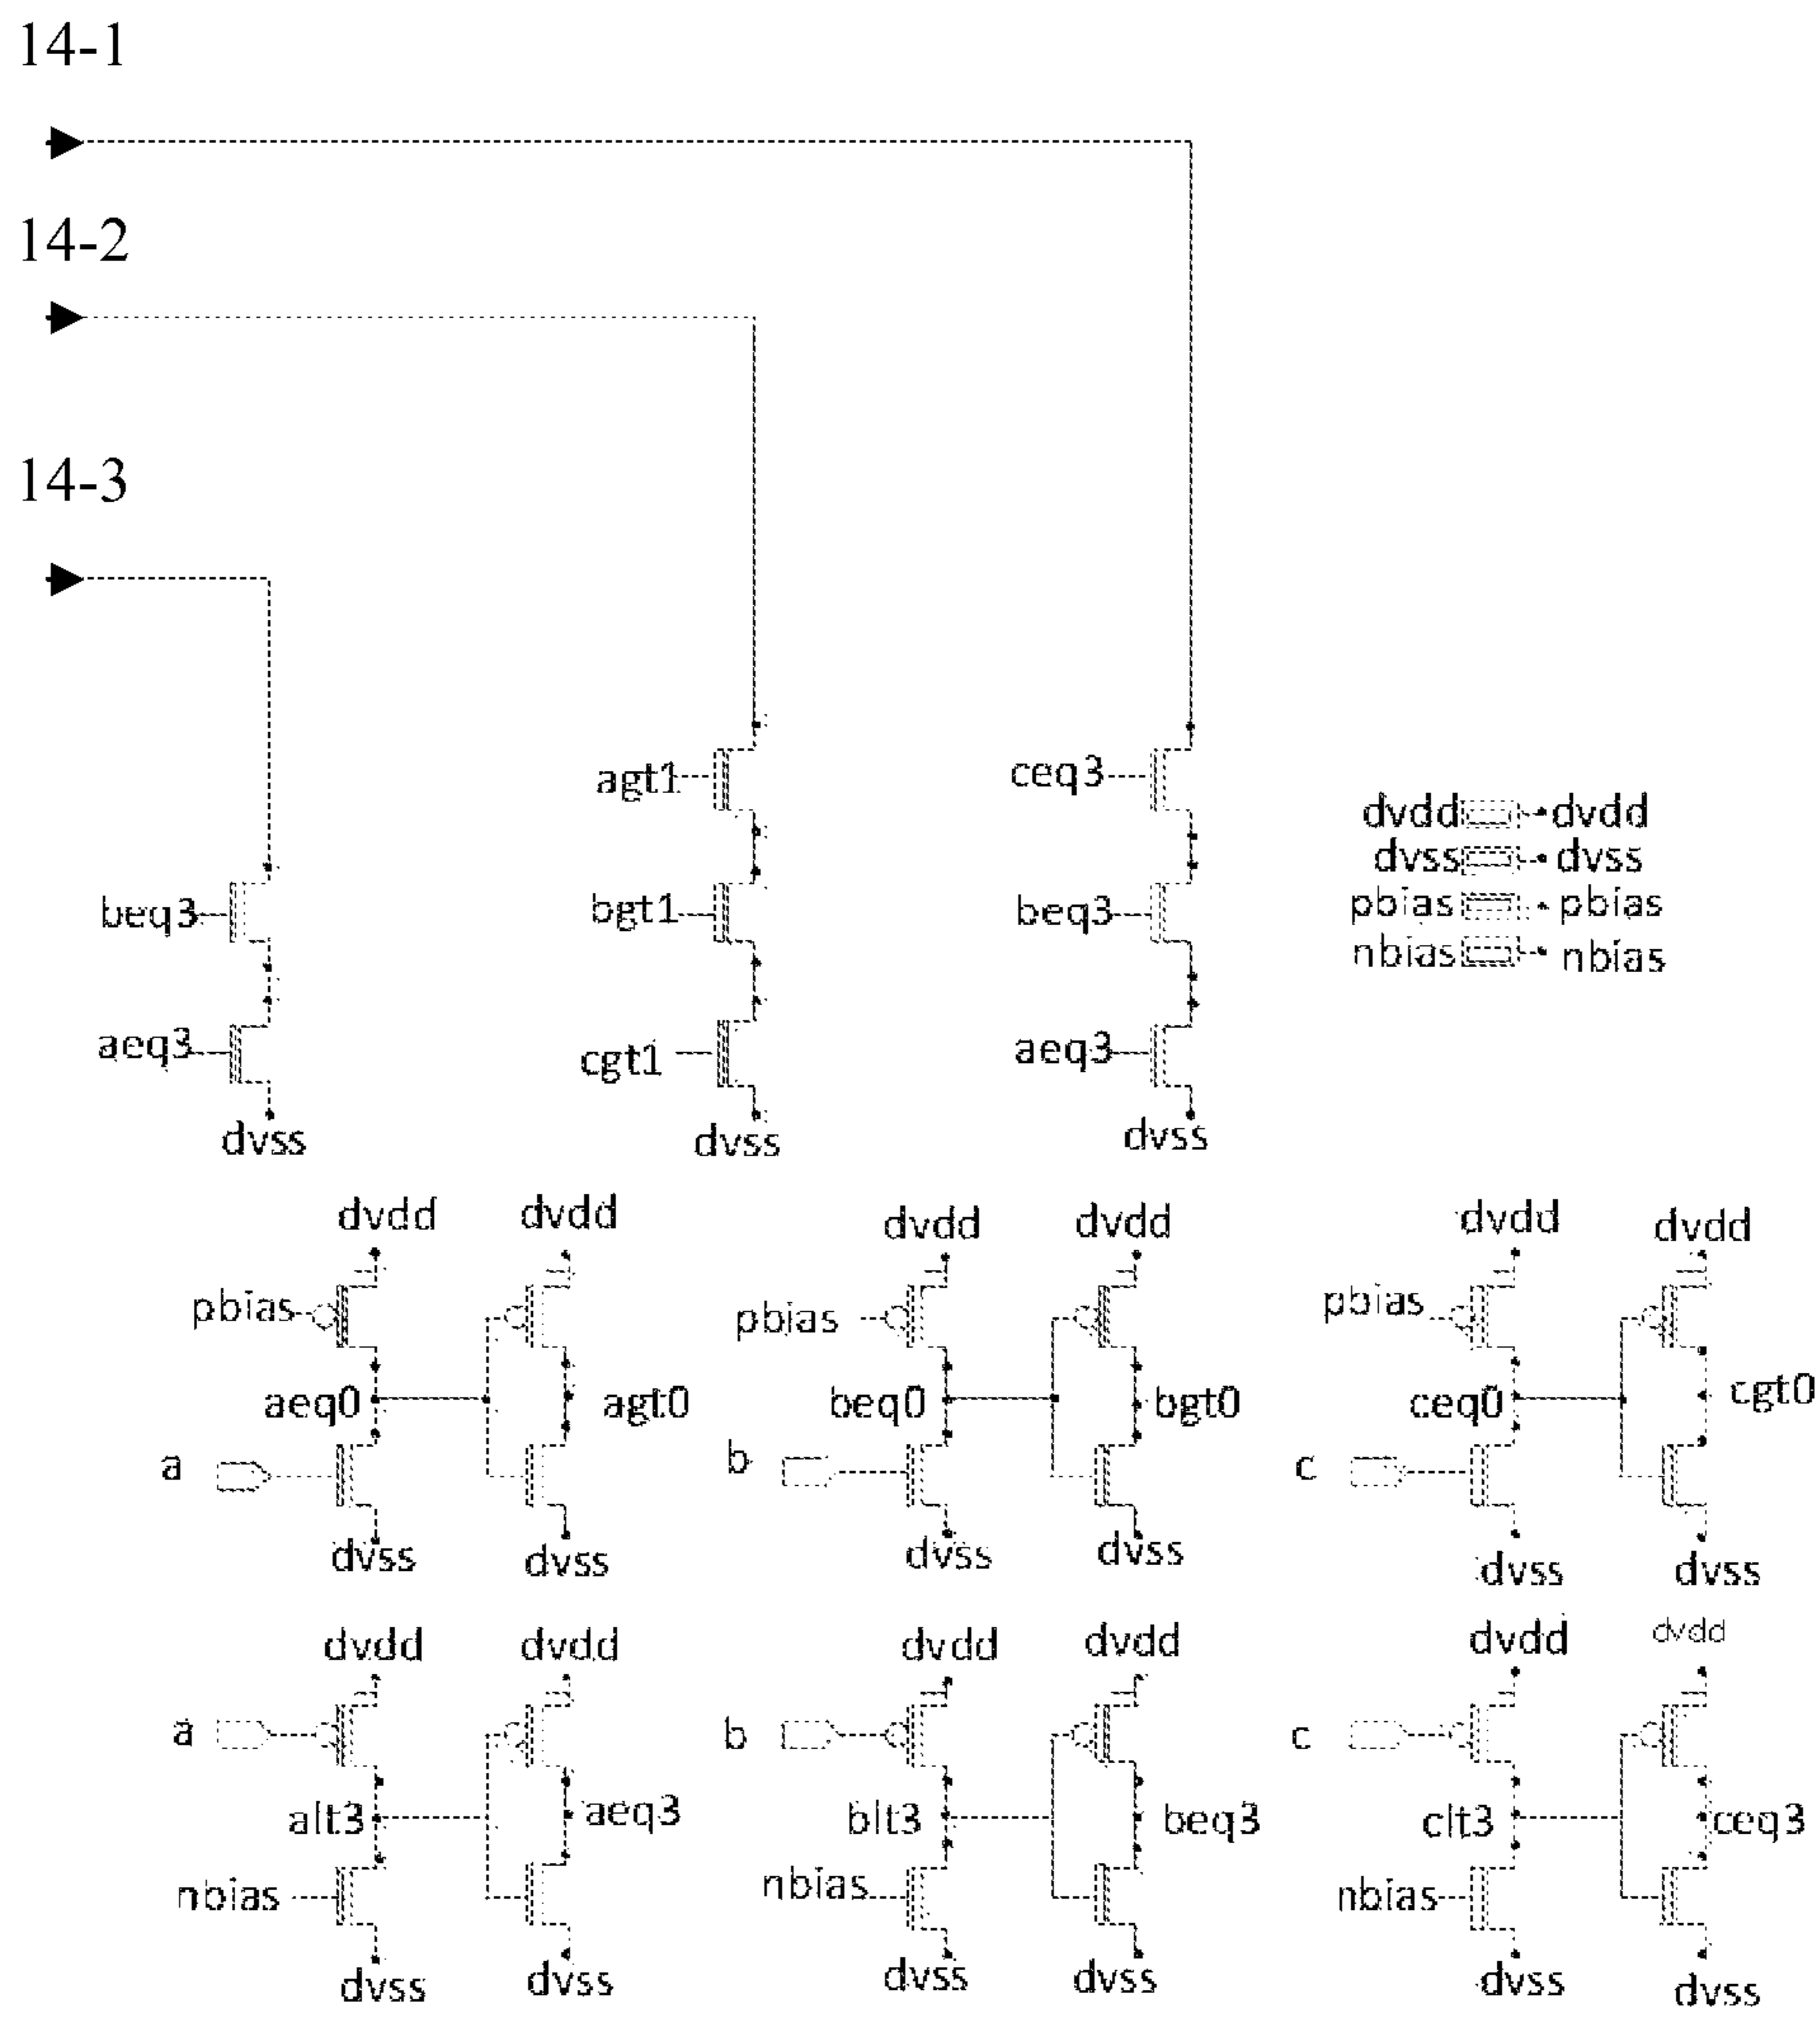 14-1
14-2
14-3
agt1
ceq3
dvdd dvdd
dvss dvss
beq3
bgt1
beq3
pbias pbias
nbias nbias
aeq3
cgt1
aeq3
dvss
dvss
dvss
dvdd
dvdd
dvdd
dvdd
dvdd
dvdd
pbias
pbias
pbias
aeq0
agt0
beq0
bgt0
ceq0
cgt0
a
b
c
dvss
dvss
dvss
dvss
dvss
dvss
dvdd
dvdd
dvdd
dvdd
dvdd
dvdd
a
b
c
alt3
aeq3
blt3
beq3
clt3
ceq3
nbias
nbias
nbias
dvss
dvss
dvss
dvss
dvss
dvss